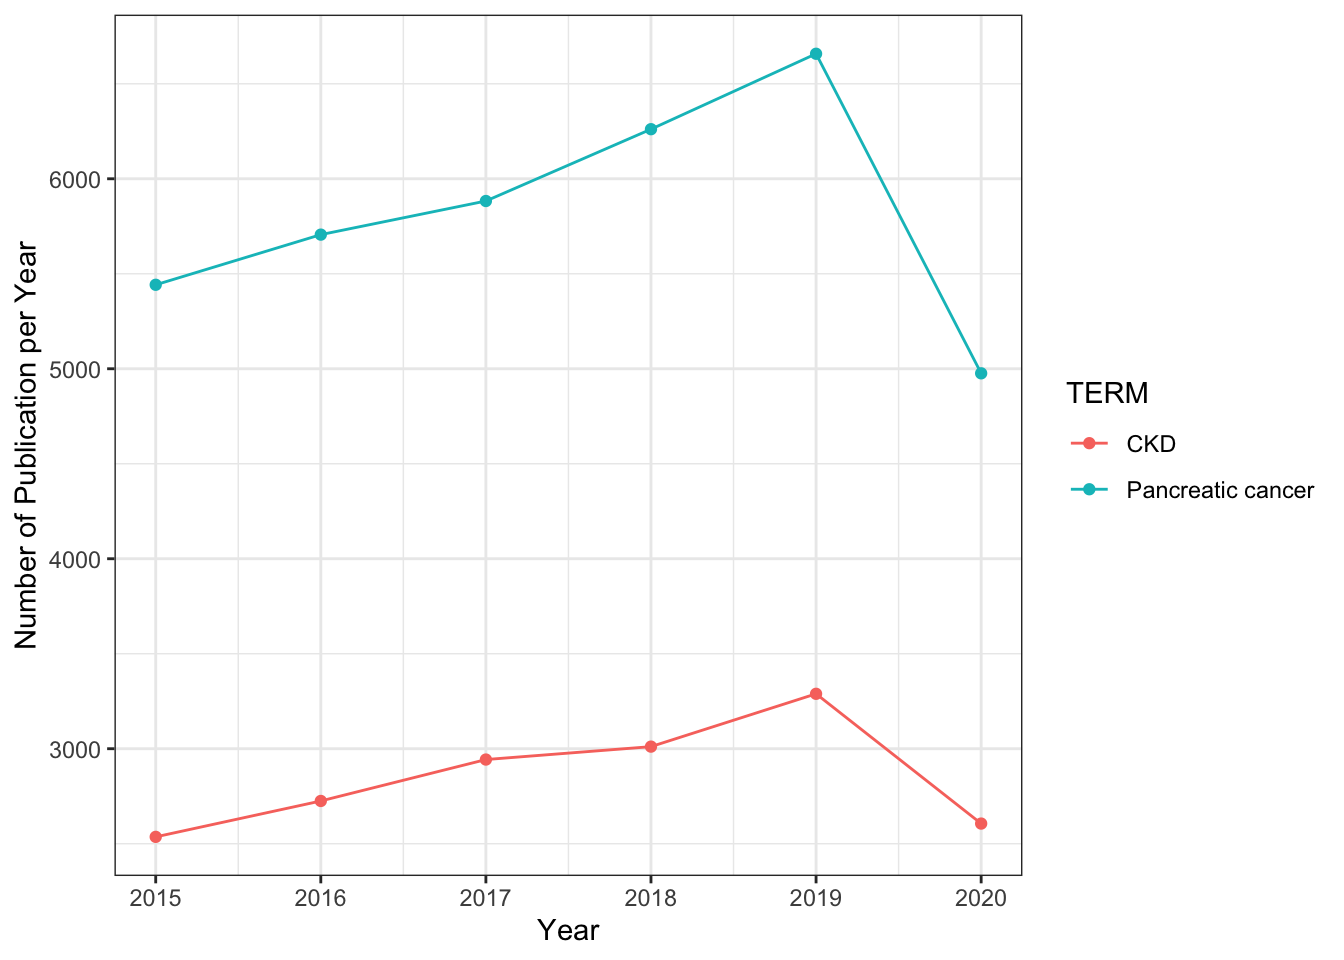 Number of Publication per Year
6000
5000
4000
3000
2015 2016 2017 2018 2019 2020
Year
TERM
CKD
Pancreatic cancer